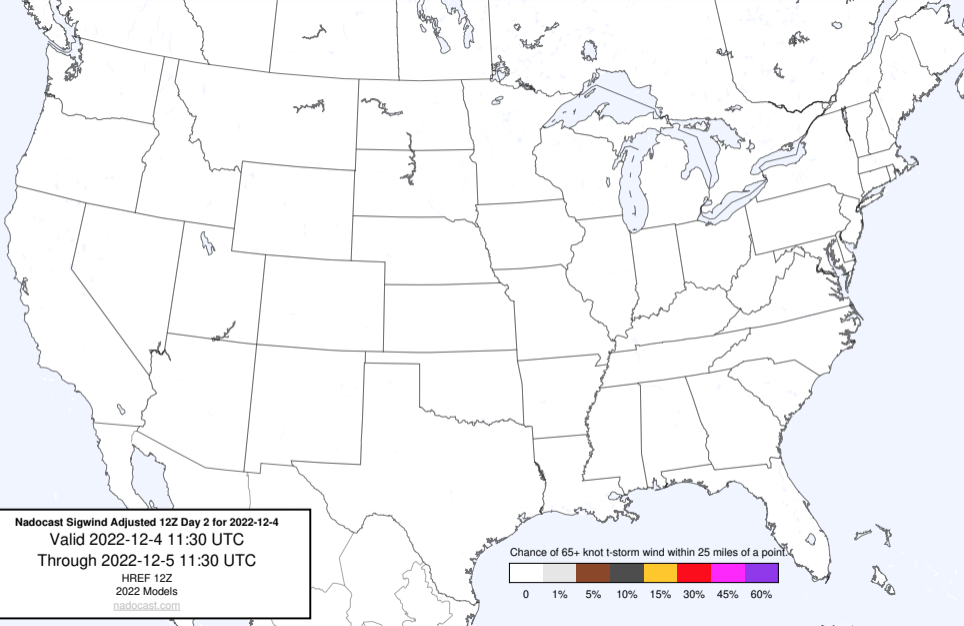 Nadocast Sigwind Adjusted 12Z Day 2 for 2022-12-4
Valid 2022-12-4 11:30 UTC
Through 2022-12-5 11:30 UTC
HREF 12Z
2022 Models
nadocast.com
Chance of 65+ knot t-storm wind within 25 miles of a point.
0 1% 5% 10% 15% 30% 45% 60%